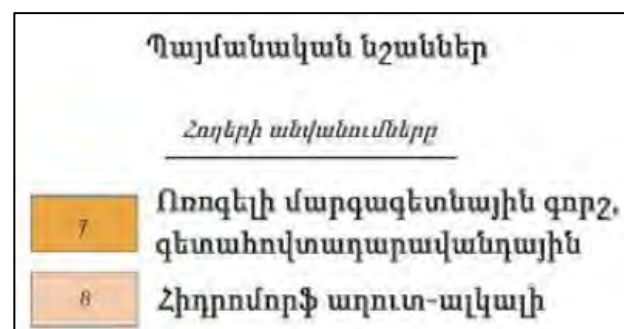 Պայմանական նշաններ
Հողերի անվանումները
7
Ոռոգելի մարգագետնային գորշ,
գետահովտադարավանդային
8
Հիդրոմորֆ աղուտ-ալկալի